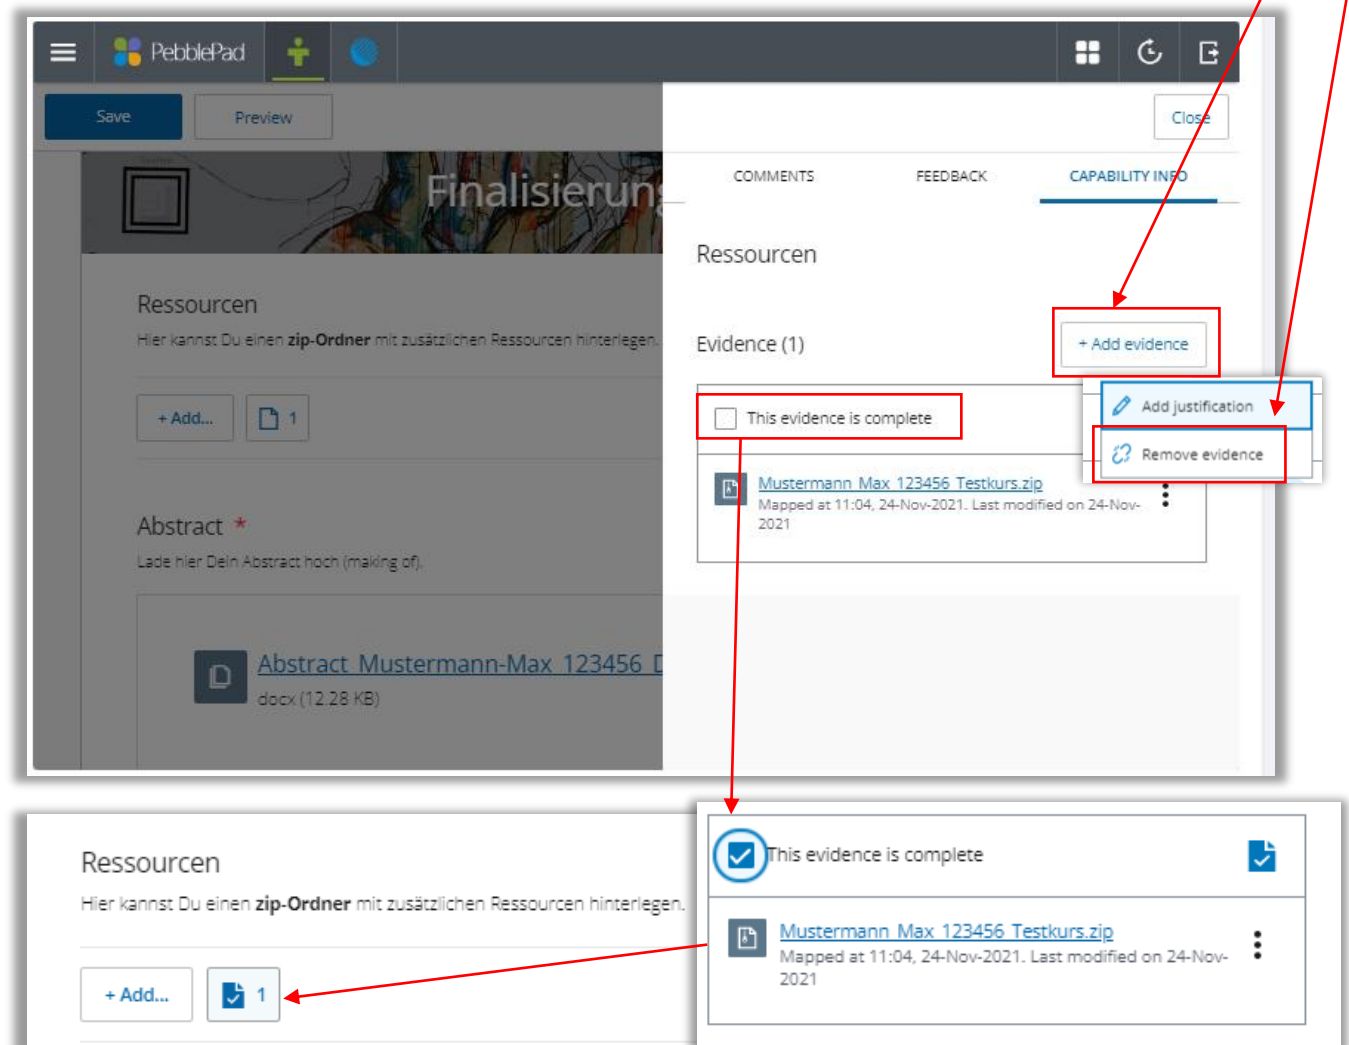 PebblePad
Save
Preview
Close
Finalisierun
COMMENTS
FEEDBACK
CAPABILITY INFO
Ressourcen
Hier kannst Du einen zip-Ordner mit zusätzlichen Ressourcen hinterlegen.
+ Add...
1
Abstract *
Lade hier Dein Abstract hoch (making of).
Abstract_Mustermann-Max_123456_D
docx (12.28 KB)
Ressourcen
Evidence (1)
+ Add evidence
Add justification
Remove evidence
This evidence is complete
Mustermann_Max_123456_Testkurs.zip
Mapped at 11:04, 24-Nov-2021. Last modified on 24-Nov-
2021
Ressourcen
Hier kannst Du einen zip-Ordner mit zusätzlichen Ressourcen hinterlegen.
+ Add...
1
This evidence is complete
Mustermann_Max_123456_Testkurs.zip
Mapped at 11:04, 24-Nov-2021. Last modified on 24-Nov-
2021